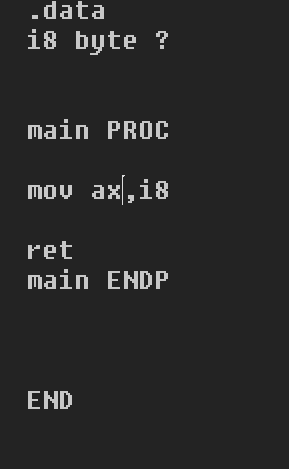 .data
i8 byte ?
main PROC
mov ax,i8
ret
main ENDP
END